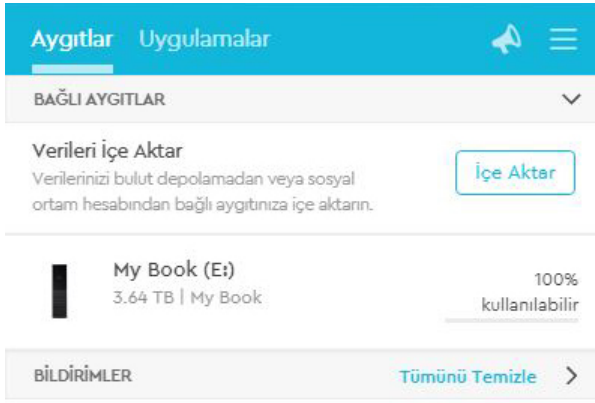 Aygıtlar Uygulamalar
BAĞLI AYGITLAR
Verileri İçe Aktar
Verilerinizi bulut depolamadan veya sosyal
ortam hesabından bağlı aygıtınıza içe aktarın.
İçe Aktar
My Book (E:)
3.64 TB | My Book
100%
kullanılabilir
BİLDİRİMLER
Tümünü Temizle